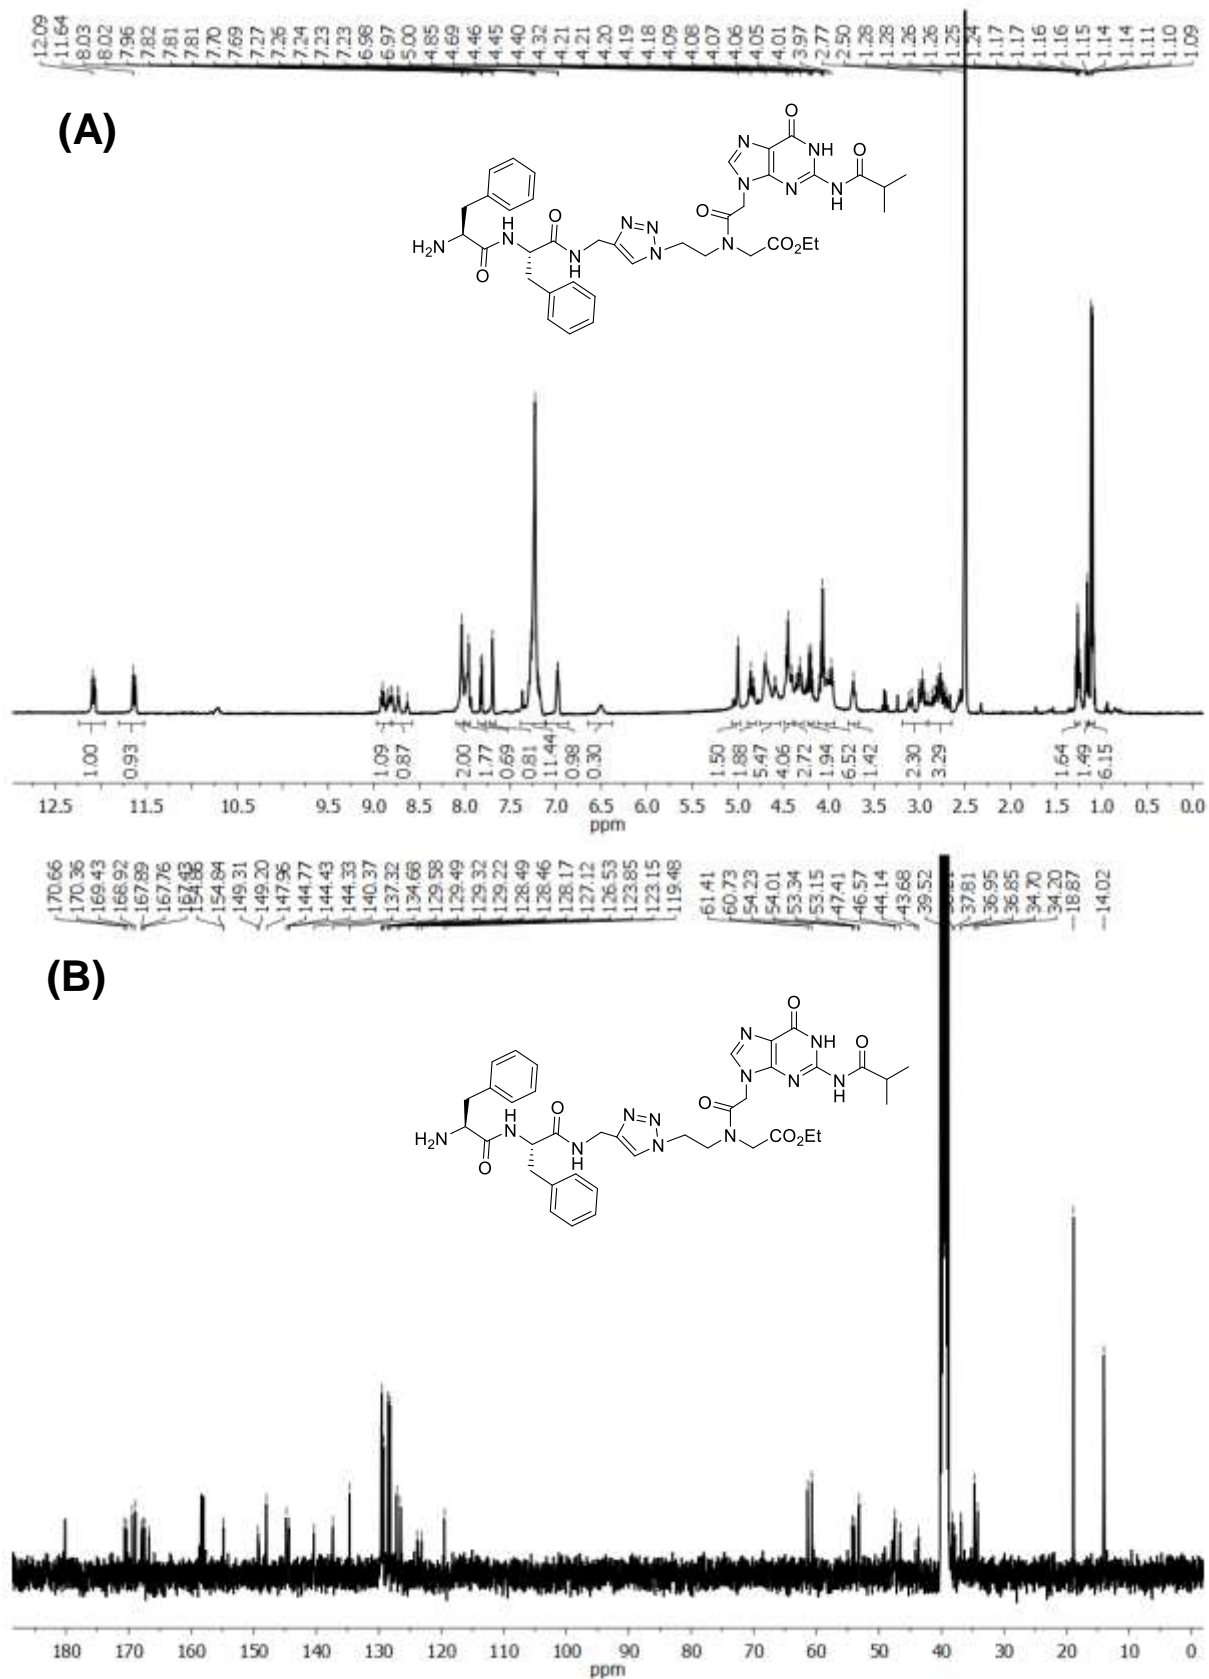 12.09 11.64 8.03 8.02 7.96 7.82 7.81 7.81 7.70 7.69 7.27 7.26 7.24 7.23 7.23 6.98 6.97 5.00 4.85 4.69 4.46 4.45 4.40 4.32 4.21 4.21 4.20 4.19 4.18 4.09 4.08 4.07 4.06 4.05 4.01 3.97 2.77 2.50 1.28 1.28 1.26 1.26 1.25 1.24 1.17 1.17 1.16 1.16 1.15 1.14 1.14 1.11 1.10 1.09
(A)
O
N NH O
N N N
H
O
H O N=N
H2N N N N N CO2Et
O H
1.00 0.93 1.09 0.87 2.00 1.77 0.69 0.81 11.44 0.98 0.30 1.50 1.88 5.47 4.06 2.72 1.94 6.52 1.42 2.30 3.29 1.64 1.49 6.15
12.5 11.5 10.5 9.5 9.0 8.5 8.0 7.5 7.0 6.5 6.0 5.5 5.0 4.5 4.0 3.5 3.0 2.5 2.0 1.5 1.0 0.5 0.0
ppm
170.66 170.36 169.43 168.92 167.89 167.76 167.43 154.86 154.84 149.31 149.20 147.96 144.77 144.43 144.33 140.37 137.32 134.68 129.58 129.49 129.32 129.22 128.49 128.46 128.17 127.12 126.53 123.85 123.15 119.48 61.41 60.73 54.23 54.01 53.34 53.15 47.41 46.57 44.14 43.68 39.52 37.81 36.95 36.85 34.70 34.20 18.87 14.02
(B)
O
N NH O
N N N
H
O
H O N=N
H2N N N N N CO2Et
O H
180 170 160 150 140 130 120 110 100 90 80 70 60 50 40 30 20 10 0
ppm